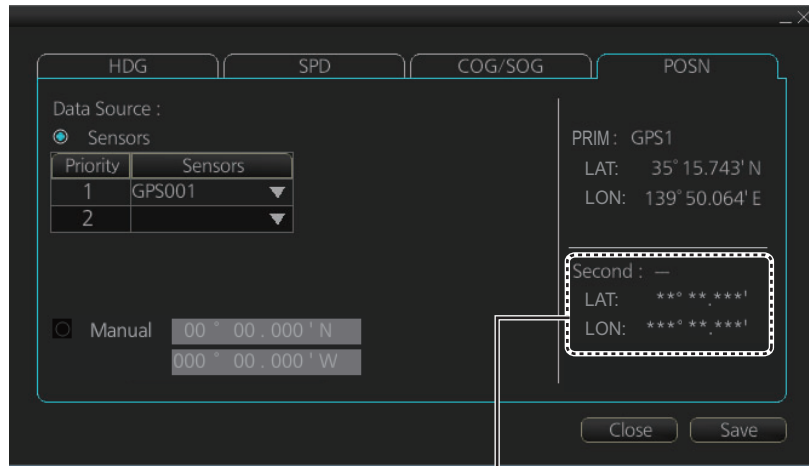 HDG SPD COG/SOG POSN
Data Source :
Sensors
Priority Sensors
1 GPS001
2
Manual 00 ° 00 . 000 ' N
000 ° 00 . 000 ' W
PRIM : GPS1
LAT: 35° 15.743' N
LON: 139° 50.064' E
Second : —
LAT: **° **.***'
LON: ***° **.***'
Close Save